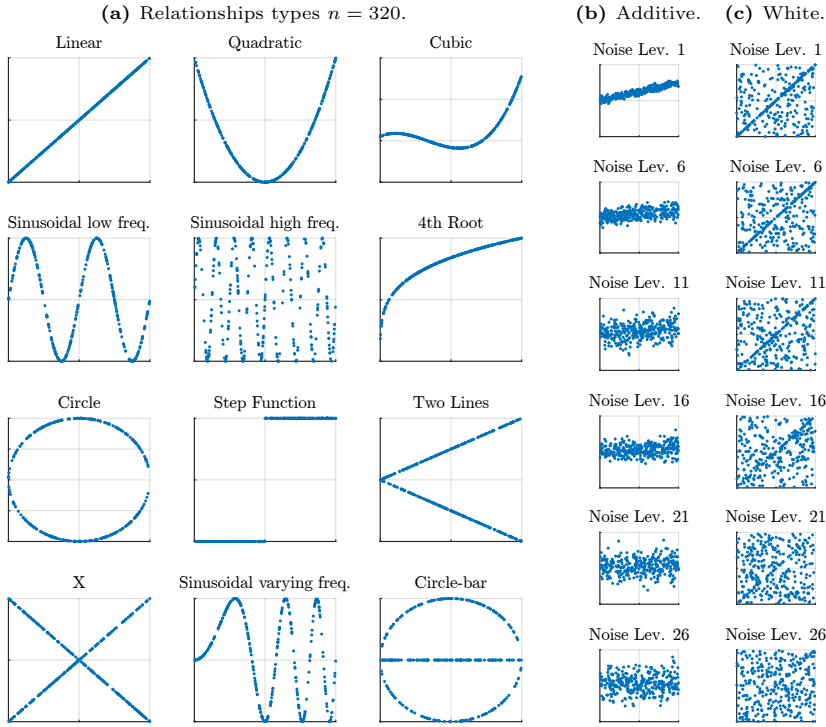 (a) Relationships types n = 320.
Linear
Quadratic
Cubic
Sinusoidal low freq.
Sinusoidal high freq.
4th Root
Circle
Step Function
Two Lines
X
Sinusoidal varying freq.
Circle-bar
(b) Additive.
Noise Lev. 1
Noise Lev. 6
Noise Lev. 11
Noise Lev. 16
Noise Lev. 21
Noise Lev. 26
(c) White.
Noise Lev. 1
Noise Lev. 6
Noise Lev. 11
Noise Lev. 16
Noise Lev. 21
Noise Lev. 26